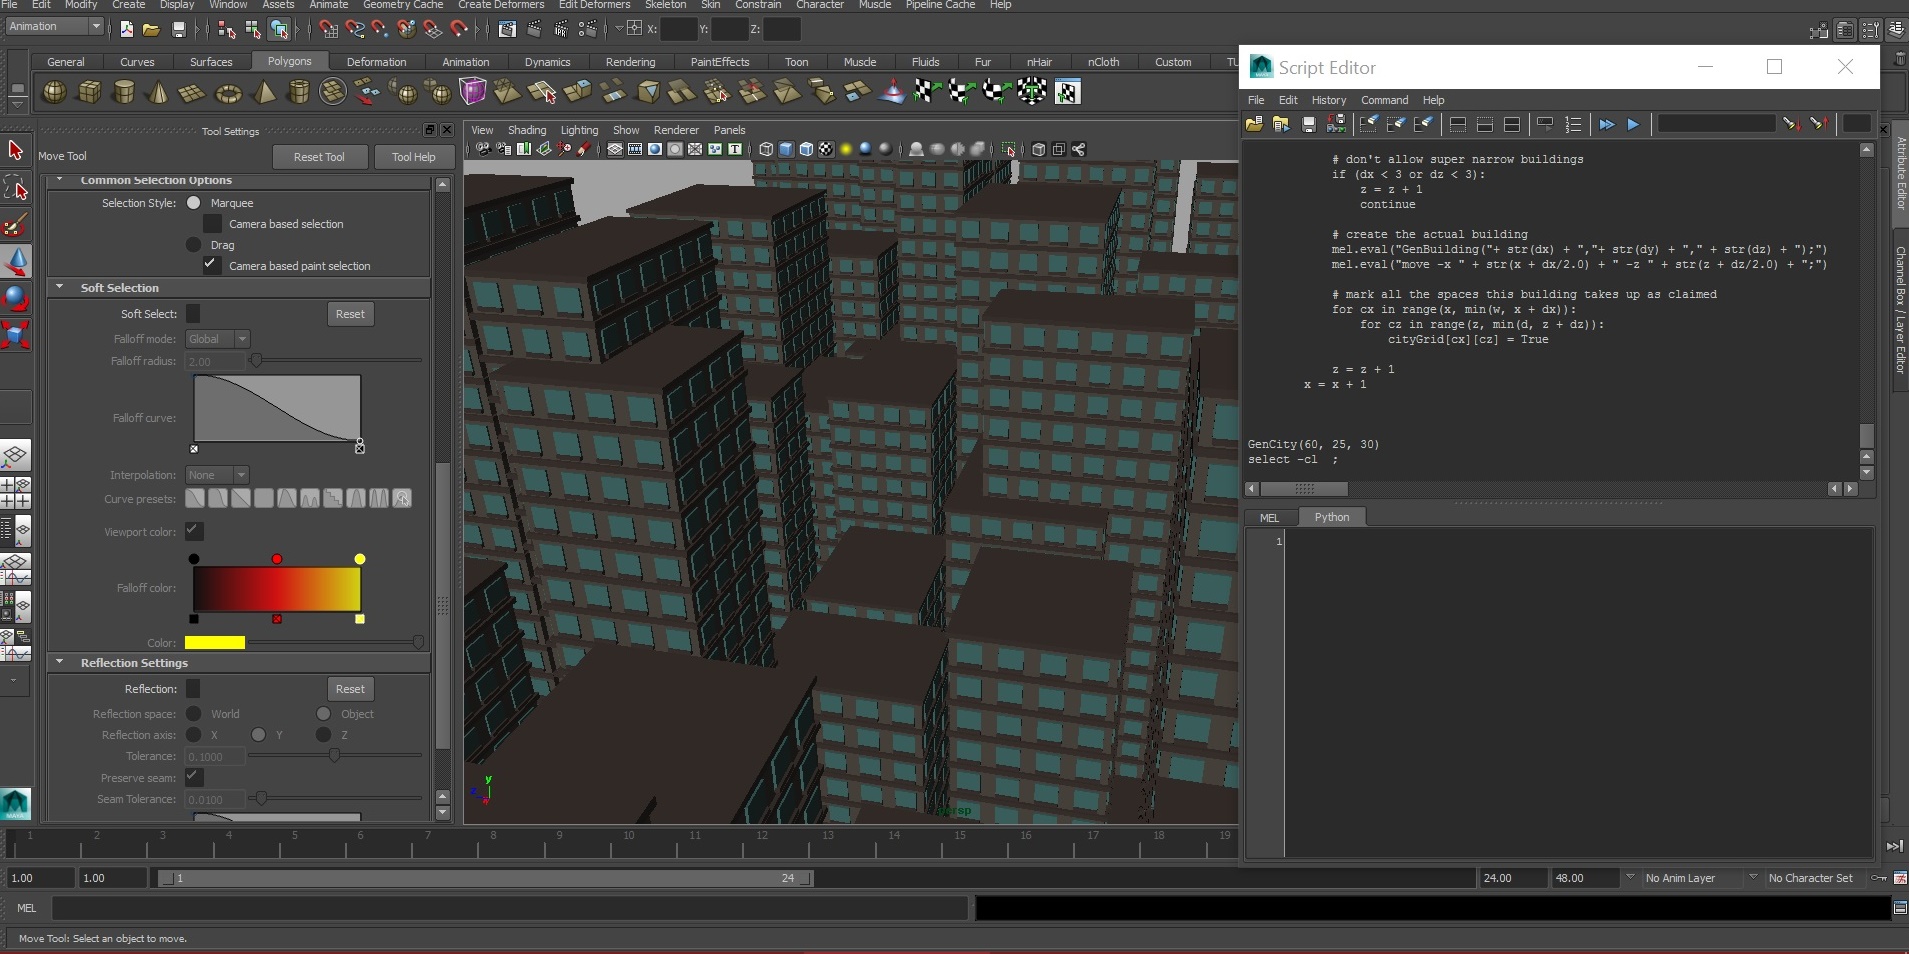 File Edit Modify Create Display Window Assets Animate Geometry Cache Create Deformers Edit Deformers Skeleton Skin Constrain Character Muscle Pipeline Cache Help
Animation X: Y: Z:
General Curves Surfaces Polygons Deformation Animation Dynamics Rendering PaintEffects Toon Muscle Fluids Fur nHair nCloth Custom
Tool Settings
Move Tool Reset Tool Tool Help
Common Selection Options
Selection Style: Marquee
Camera based selection
Drag
Camera based paint selection
Soft Selection
Soft Select: Reset
Falloff mode: Global
Falloff radius: 2.00
Falloff curve:
Interpolation: None
Curve presets:
Viewport color:
Falloff color:
Color:
Reflection Settings
Reflection: Reset
Reflection space: World Object
Reflection axis: X Y Z
Tolerance: 0.1000
Preserve seam:
Seam Tolerance: 0.0100
View Shading Lighting Show Renderer Panels
y
z
persp
Script Editor
File Edit History Command Help
# don't allow super narrow buildings
if (dx < 3 or dz < 3):
z = z + 1
continue
# create the actual building
mel.eval("GenBuilding("+ str(dx) + ","+ str(dy) + "," + str(dz) + ");")
mel.eval("move -x " + str(x + dx/2.0) + " -z " + str(z + dz/2.0) + ";")
# mark all the spaces this building takes up as claimed
for cx in range(x, min(w, x + dx)):
for cz in range(z, min(d, z + dz)):
cityGrid[cx][cz] = True
z = z + 1
x = x + 1
GenCity(60, 25, 30)
select -cl ;
MEL Python
1
Attribute Editor
Channel Box / Layer Editor
1 2 3 4 5 6 7 8 9 10 11 12 13 14 15 16 17 18 19
1.00 1.00 1 24 24.00 48.00 No Anim Layer No Character Set
MEL
Move Tool: Select an object to move.